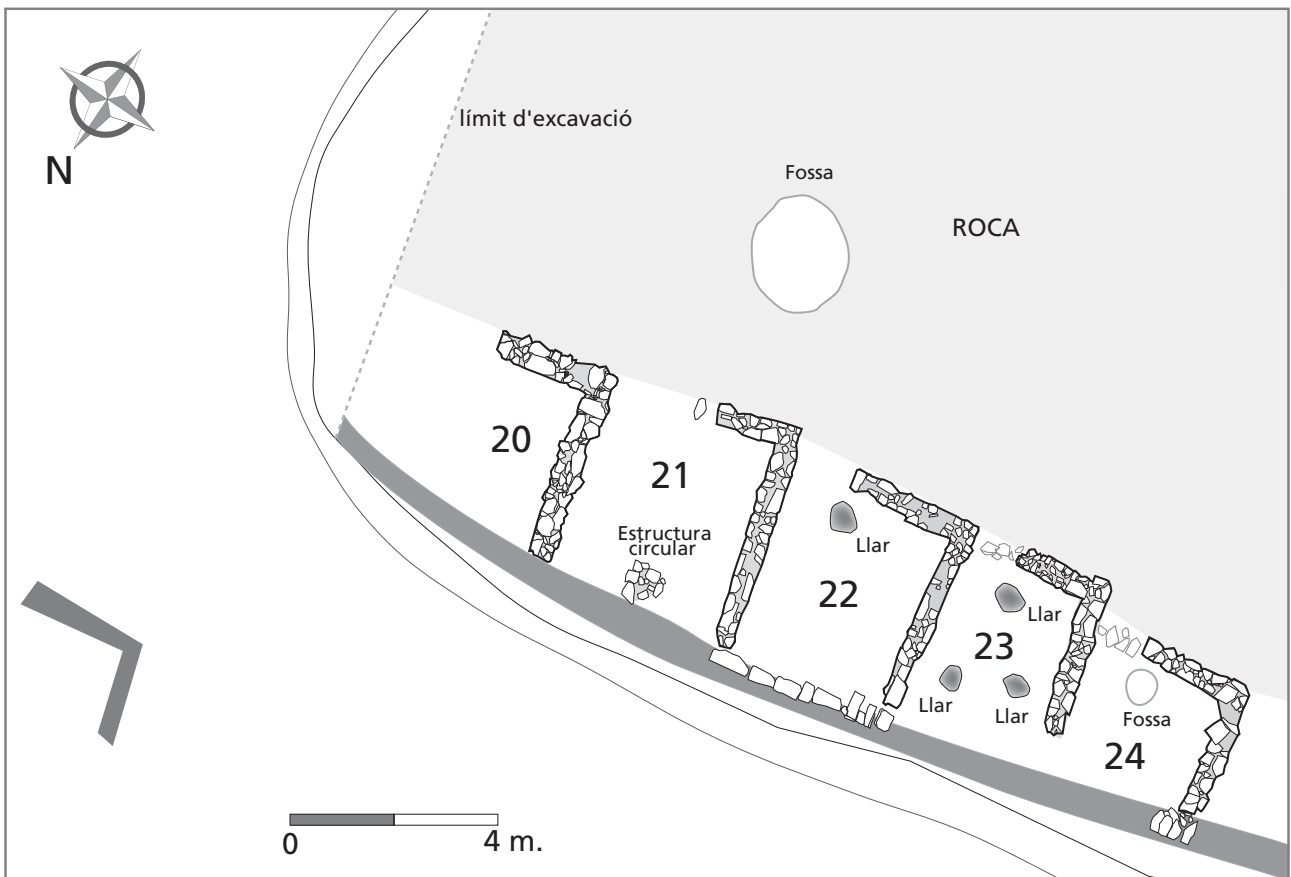 N
límit d'excavació
Fossa
ROCA
20
21
Estructura
circular
Llar
22
Llar
23
Llar
Llar
Fossa
24
0
4 m.